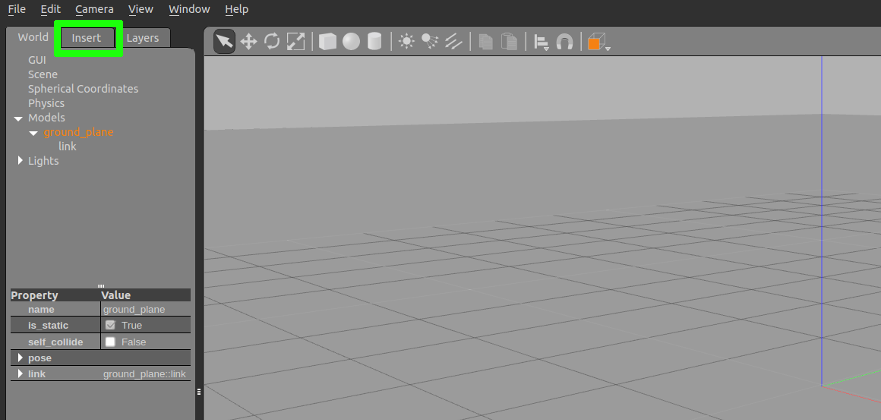 File Edit Camera View Window Help
World Insert Layers
GUI
Scene
Spherical Coordinates
Physics
Models
ground_plane
link
Lights
Property Value
name ground_plane
is_static True
self_collide False
pose
link ground_plane::link